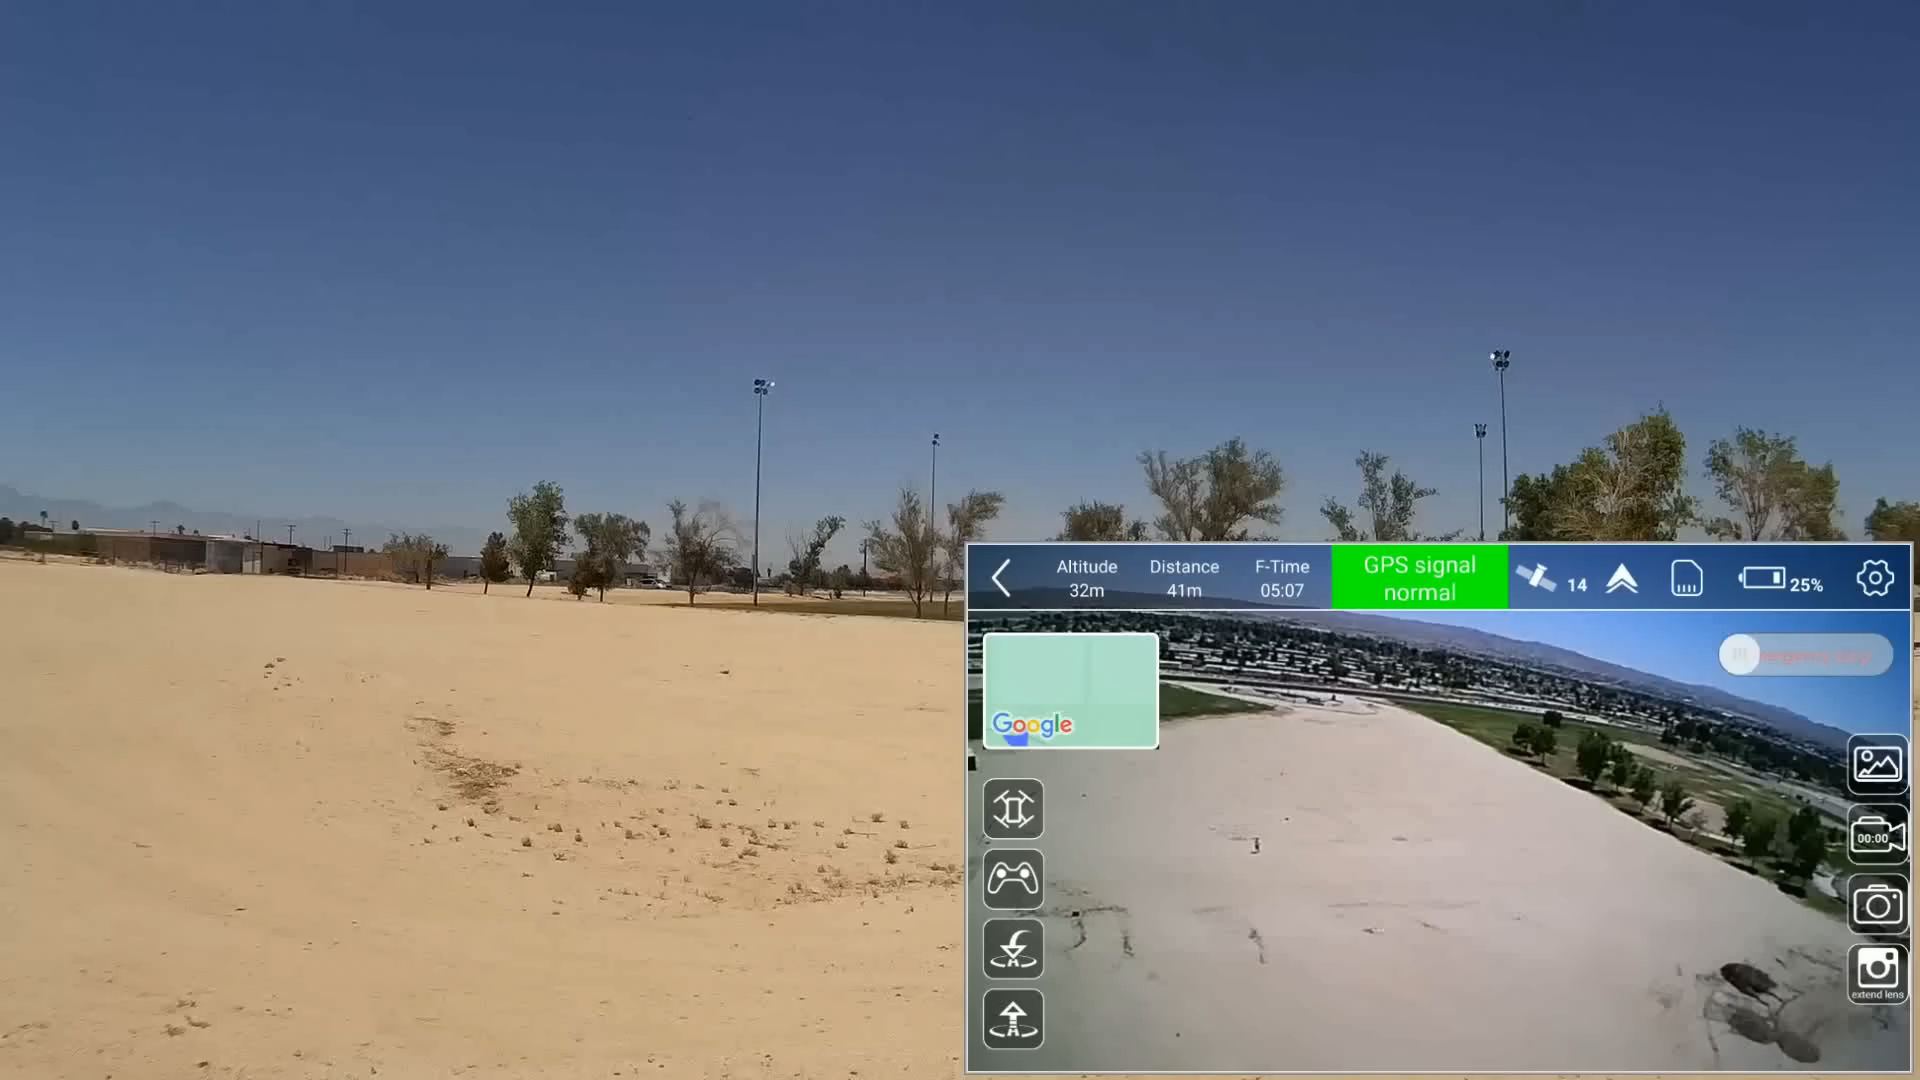 Altitude
32m
Distance
41m
F-Time
05:07
GPS signal
normal
14
25%
Google
00:00
extend lens